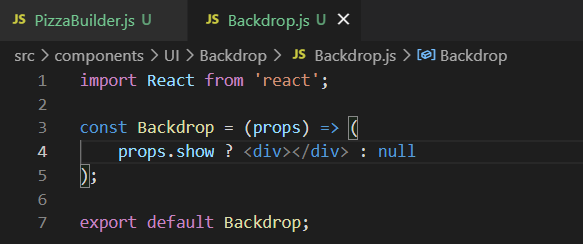 JS PizzaBuilder.js U JS Backdrop.js U ×
src > components > UI > Backdrop > JS Backdrop.js > Backdrop
1 import React from 'react';
2
3 const Backdrop = (props) => (
4     props.show ? <div></div> : null
5 );
6
7 export default Backdrop;